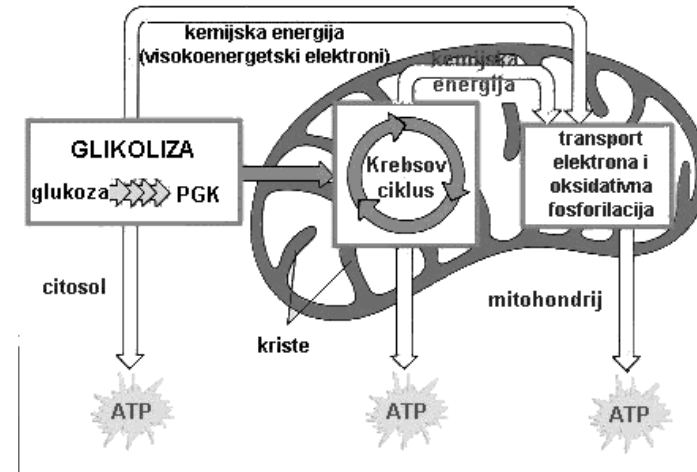 kemijska energija
(visokoenergetski elektroni)
kemijska
energija
GLIKOLIZA
glukoza PGK
Krebsov
ciklus
transport
elektrona i
oksidativna
fosforilacija
citosol
kriste
mitohondrij
ATP
ATP
ATP